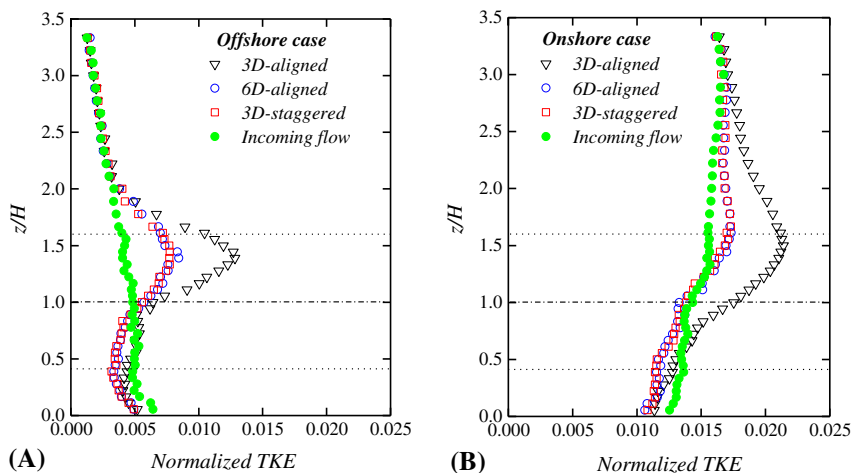 3.5
3.0
2.5
2.0
1.5
1.0
0.5
0.0
z/H
Offshore case
3D-aligned
6D-aligned
3D-staggered
Incoming flow
0.000
0.005
0.010
0.015
0.020
0.025
(A)
Normalized TKE
3.5
3.0
2.5
2.0
1.5
1.0
0.5
0.0
z/H
Onshore case
3D-aligned
6D-aligned
3D-staggered
Incoming flow
0.000
0.005
0.010
0.015
0.020
0.025
(B)
Normalized TKE